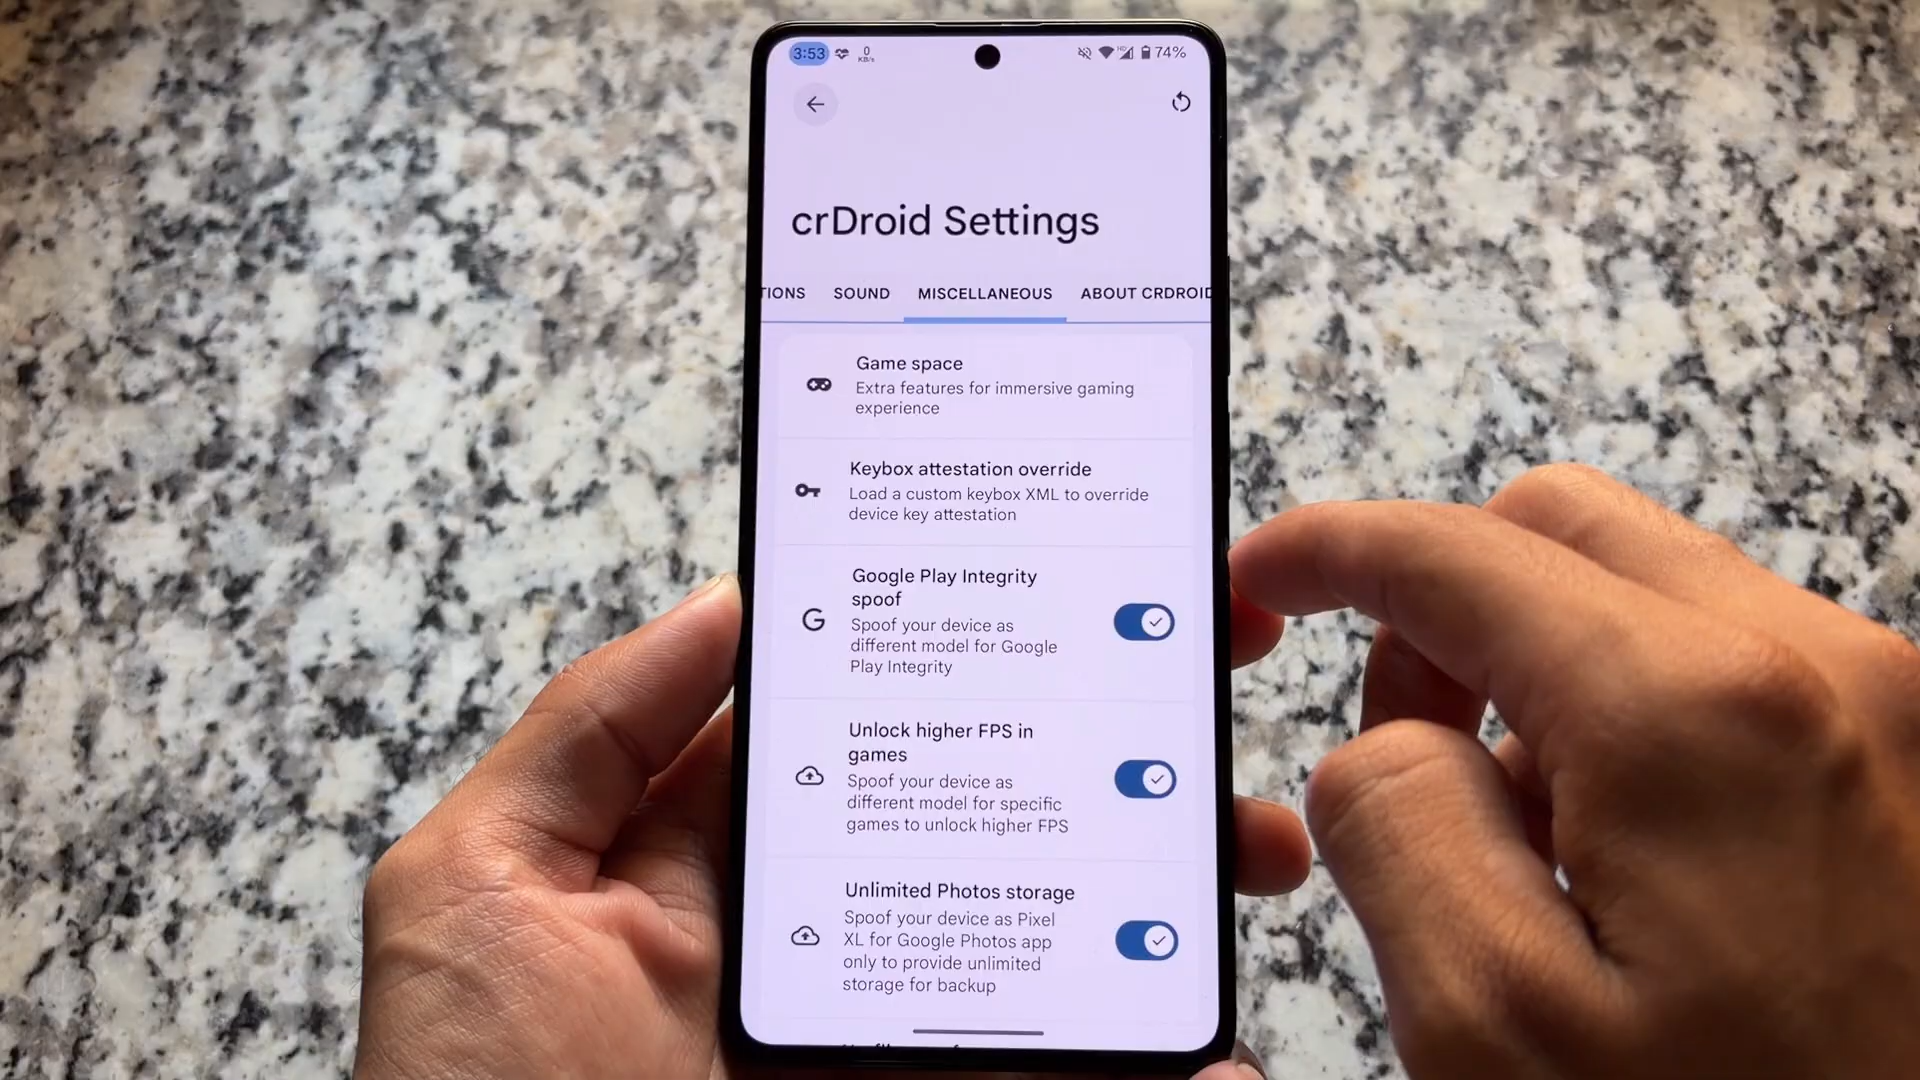 3:53 0 KB/s HD 74%
crDroid Settings
TIONS SOUND MISCELLANEOUS ABOUT CRDROID
Game space
Extra features for immersive gaming
experience
Keybox attestation override
Load a custom keybox XML to override
device key attestation
Google Play Integrity
spoof
Spoof your device as
different model for Google
Play Integrity
Unlock higher FPS in
games
Spoof your device as
different model for specific
games to unlock higher FPS
Unlimited Photos storage
Spoof your device as Pixel
XL for Google Photos app
only to provide unlimited
storage for backup